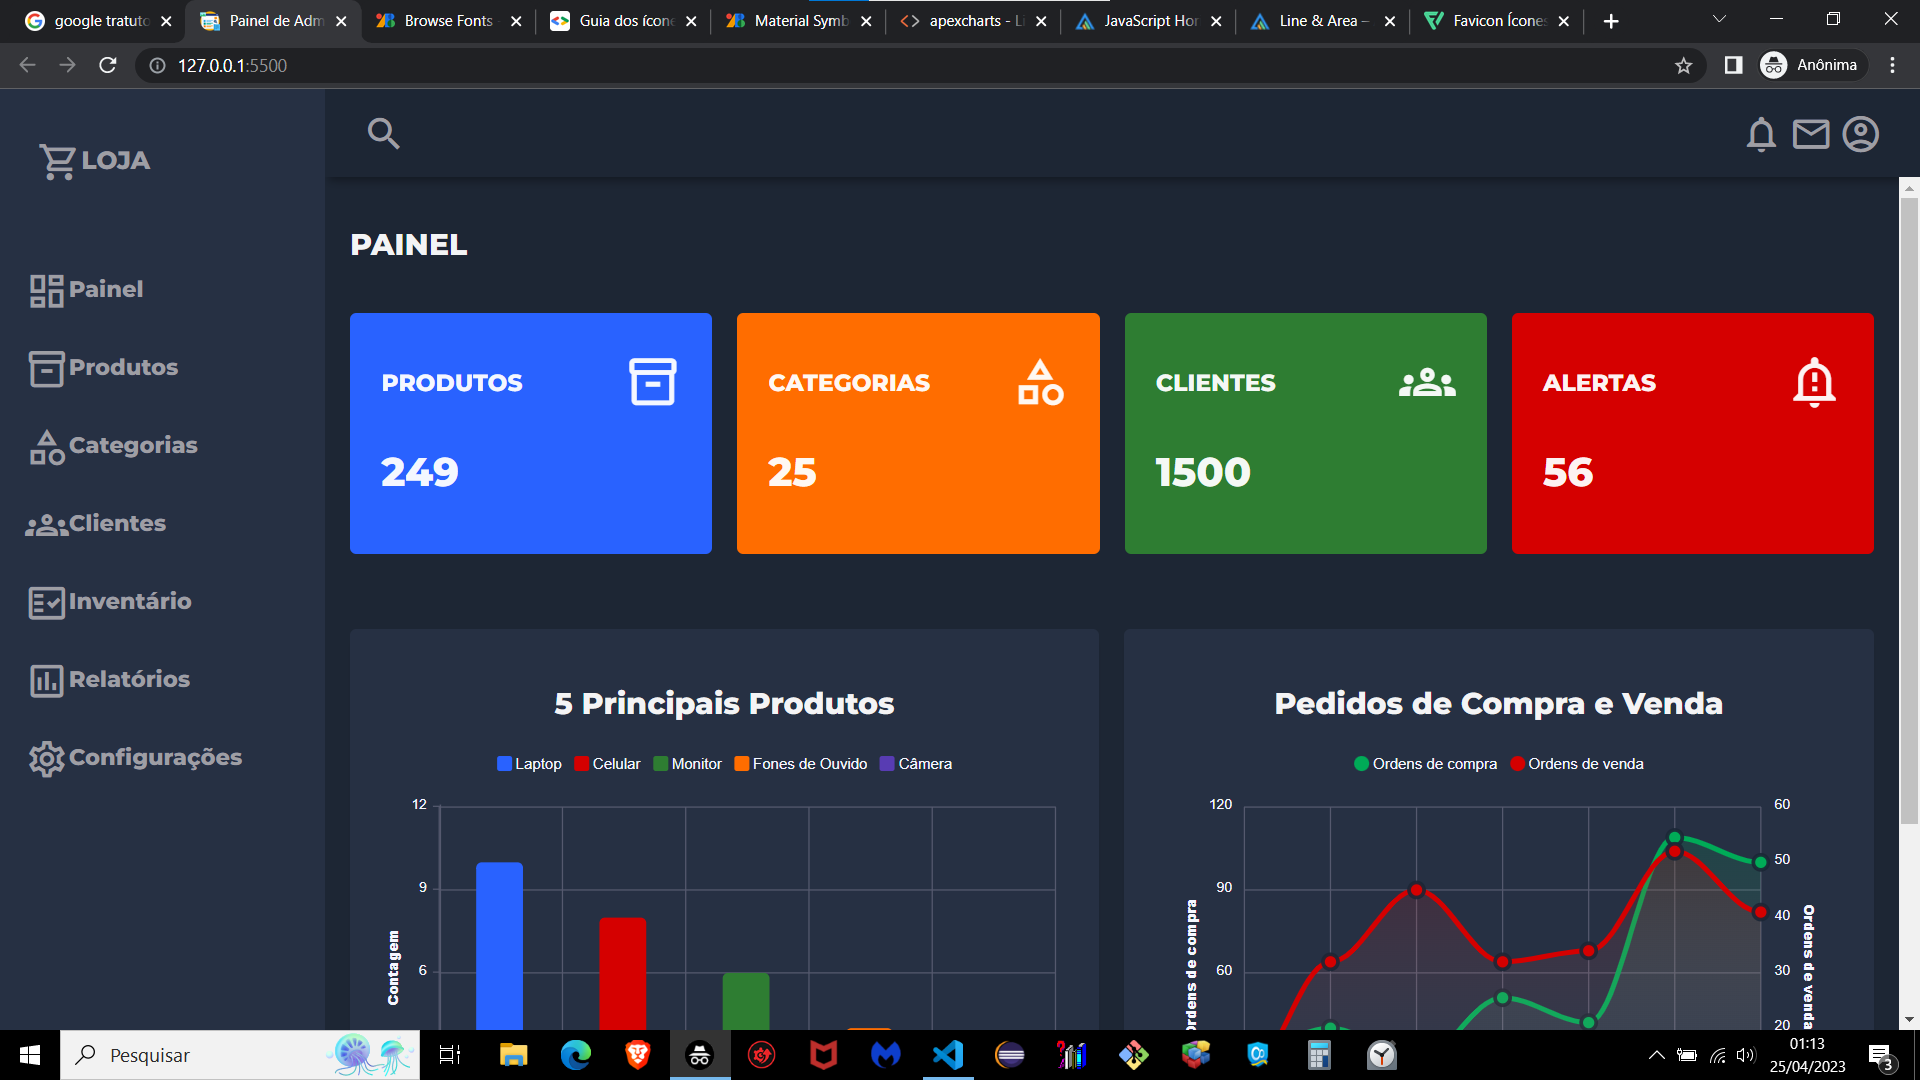 google tratuto
Painel de Adm
Browse Fonts
Guia dos ícone
Material Symb
apexcharts - Li
JavaScript Hor
Line & Area –
Favicon Ícones
127.0.0.1:5500
Anônima
LOJA
Painel
Produtos
Categorias
Clientes
Inventário
Relatórios
Configurações
PAINEL
PRODUTOS
249
CATEGORIAS
25
CLIENTES
1500
ALERTAS
56
5 Principais Produtos
Laptop Celular Monitor Fones de Ouvido Câmera
12
9
6
Contagem
Pedidos de Compra e Venda
Ordens de compra Ordens de venda
120
90
60
Ordens de compra
60
50
40
30
20
Ordens de venda
Pesquisar
01:13
25/04/2023
3